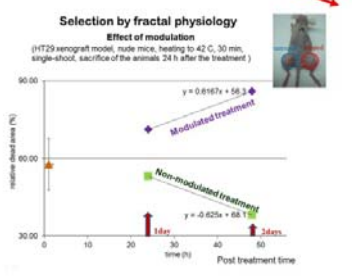 Selection by fractal physiology
Effect of modulation
(HT29 xenograft model, nude mice, heating to 42 C, 30 min,
single-shoot, sacrifice of the animals 24 h after the treatment )
90.00
y = 0.6167x + 56.3
Modulated treatment
relative dead area (%)
60.00
Non-modulated treatment
y = -0.625x + 68.1
1day
2days
30.00
0
10
20
30
40
50
time (h)
Post treatment time